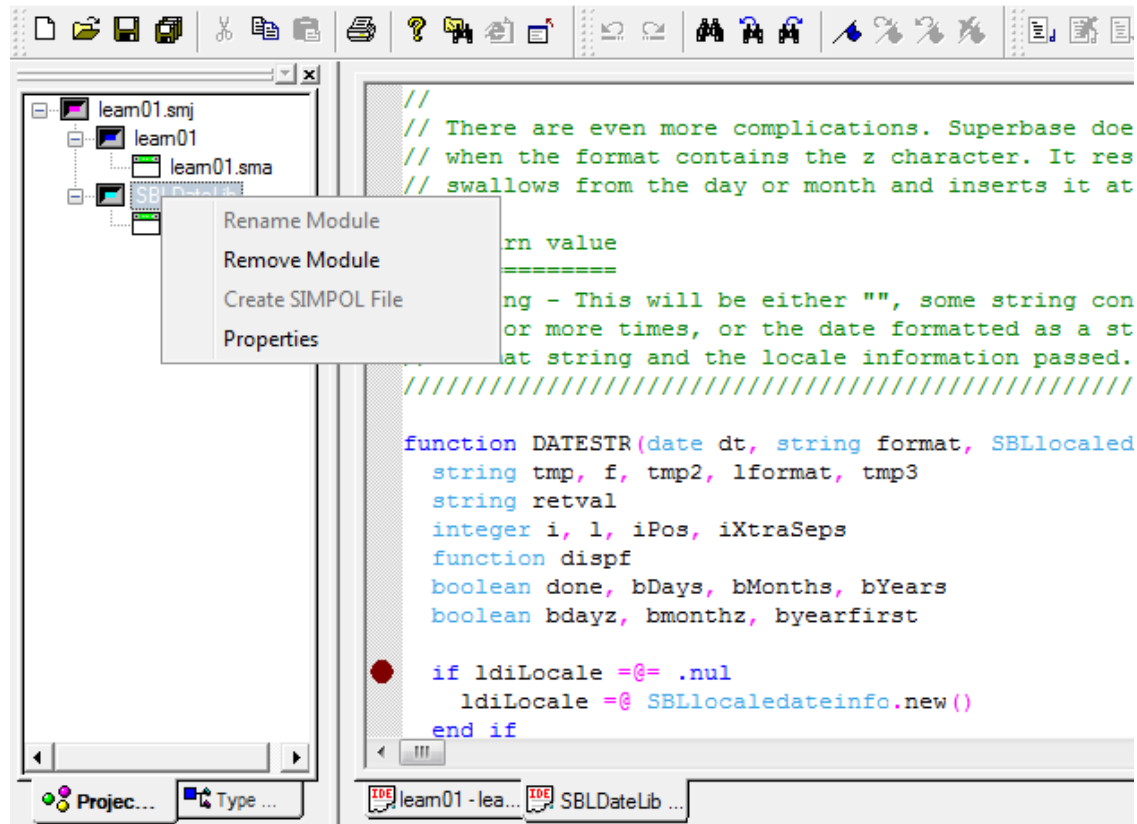 learn01.smj
learn01
learn01.sma
SBLDateLib
Rename Module
Remove Module
Create SIMPOL File
Properties
Projec...
Type ...
//
// There are even more complications. Superbase doe
// when the format contains the z character. It res
// swallows from the day or month and inserts it at
rn value
=========
ng - This will be either "", some string con
or more times, or the date formatted as a st
at string and the locale information passed.
////////////////////////////////////////////////////
function DATESTR(date dt, string format, SBLlocaled
string tmp, f, tmp2, lformat, tmp3
string retval
integer i, l, iPos, iXtraSeps
function dispf
boolean done, bDays, bMonths, bYears
boolean bdayz, bmonthz, byearfirst
if ldiLocale =@= .nul
ldiLocale =@ SBLlocaledateinfo.new()
end if
learn01 - lea...
SBLDateLib ...